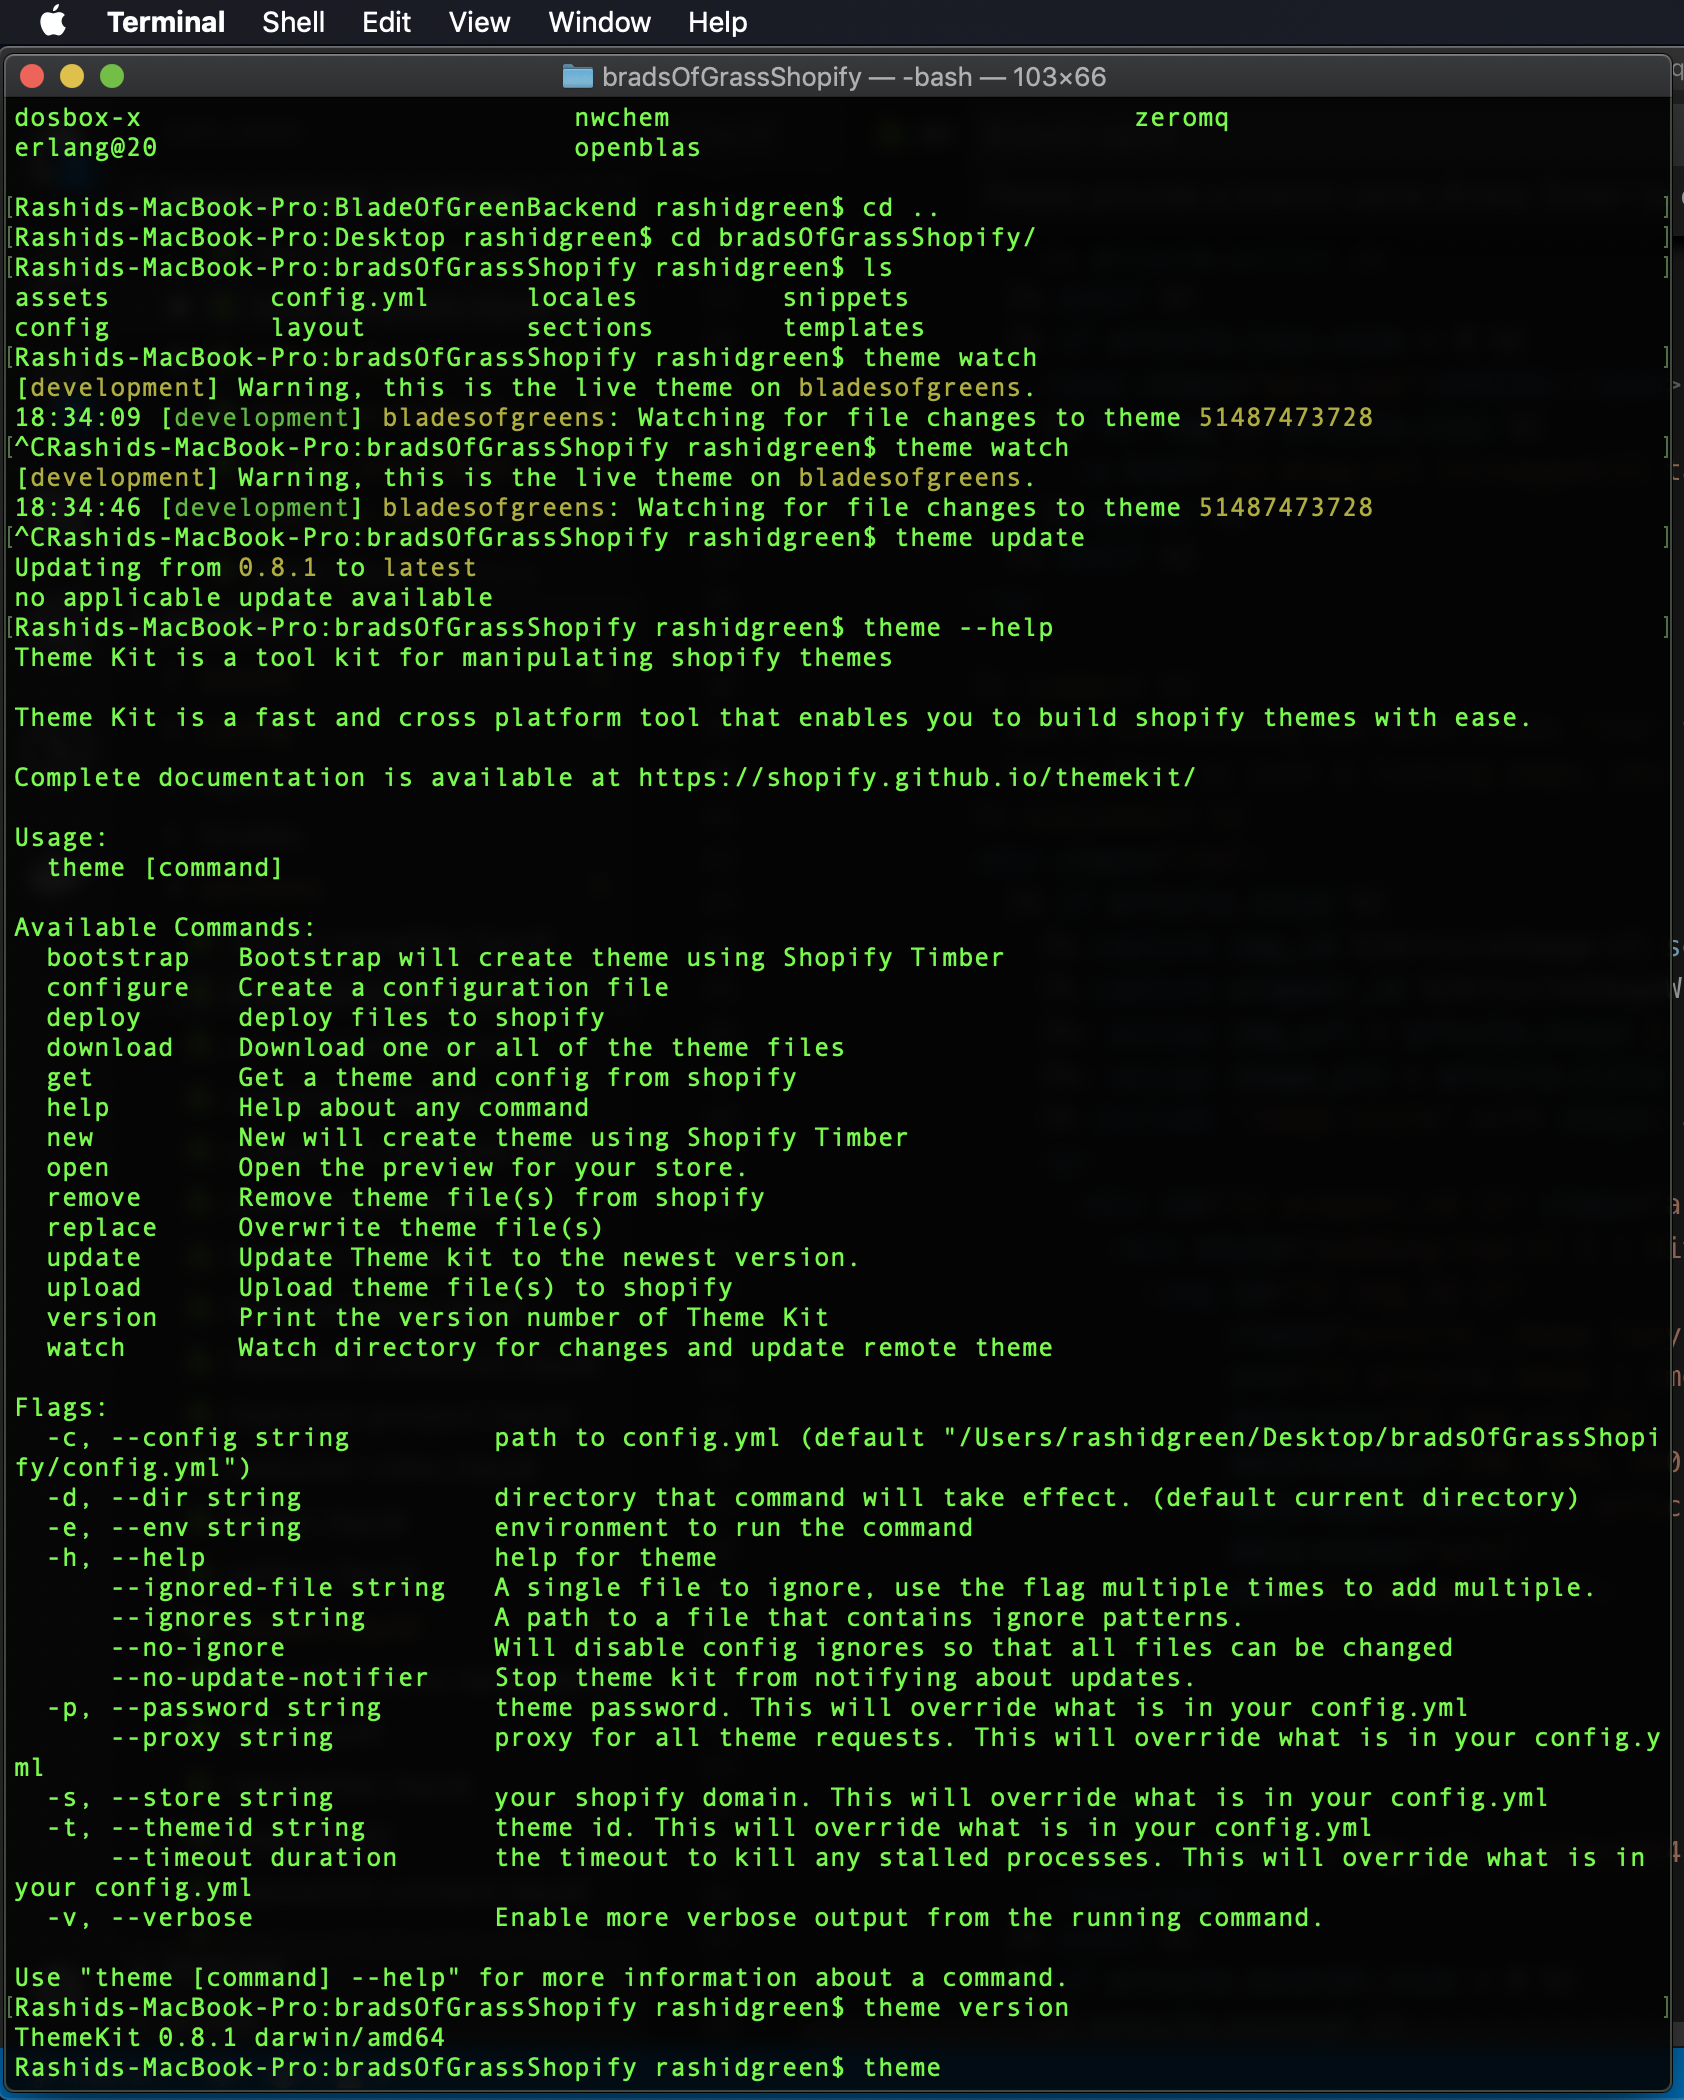 Terminal Shell Edit View Window Help
bradsOfGrassShopify — -bash — 103×66
dosbox-x nwchem zeromq
erlang@20 openblas
[Rashids-MacBook-Pro:BladeOfGreenBackend rashidgreen$ cd .. ]
[Rashids-MacBook-Pro:Desktop rashidgreen$ cd bradsOfGrassShopify/ ]
[Rashids-MacBook-Pro:bradsOfGrassShopify rashidgreen$ ls ]
assets config.yml locales snippets
config layout sections templates
[Rashids-MacBook-Pro:bradsOfGrassShopify rashidgreen$ theme watch ]
[development] Warning, this is the live theme on bladesofgreens.
18:34:09 [development] bladesofgreens: Watching for file changes to theme 51487473728
[^CRashids-MacBook-Pro:bradsOfGrassShopify rashidgreen$ theme watch ]
[development] Warning, this is the live theme on bladesofgreens.
18:34:46 [development] bladesofgreens: Watching for file changes to theme 51487473728
[^CRashids-MacBook-Pro:bradsOfGrassShopify rashidgreen$ theme update ]
Updating from 0.8.1 to latest
no applicable update available
[Rashids-MacBook-Pro:bradsOfGrassShopify rashidgreen$ theme --help ]
Theme Kit is a tool kit for manipulating shopify themes
Theme Kit is a fast and cross platform tool that enables you to build shopify themes with ease.
Complete documentation is available at https://shopify.github.io/themekit/
Usage:
theme [command]
Available Commands:
bootstrap Bootstrap will create theme using Shopify Timber
configure Create a configuration file
deploy deploy files to shopify
download Download one or all of the theme files
get Get a theme and config from shopify
help Help about any command
new New will create theme using Shopify Timber
open Open the preview for your store.
remove Remove theme file(s) from shopify
replace Overwrite theme file(s)
update Update Theme kit to the newest version.
upload Upload theme file(s) to shopify
version Print the version number of Theme Kit
watch Watch directory for changes and update remote theme
Flags:
-c, --config string path to config.yml (default "/Users/rashidgreen/Desktop/bradsOfGrassShopi
fy/config.yml")
-d, --dir string directory that command will take effect. (default current directory)
-e, --env string environment to run the command
-h, --help help for theme
--ignored-file string A single file to ignore, use the flag multiple times to add multiple.
--ignores string A path to a file that contains ignore patterns.
--no-ignore Will disable config ignores so that all files can be changed
--no-update-notifier Stop theme kit from notifying about updates.
-p, --password string theme password. This will override what is in your config.yml
--proxy string proxy for all theme requests. This will override what is in your config.y
ml
-s, --store string your shopify domain. This will override what is in your config.yml
-t, --themeid string theme id. This will override what is in your config.yml
--timeout duration the timeout to kill any stalled processes. This will override what is in
your config.yml
-v, --verbose Enable more verbose output from the running command.
Use "theme [command] --help" for more information about a command.
[Rashids-MacBook-Pro:bradsOfGrassShopify rashidgreen$ theme version ]
ThemeKit 0.8.1 darwin/amd64
Rashids-MacBook-Pro:bradsOfGrassShopify rashidgreen$ theme